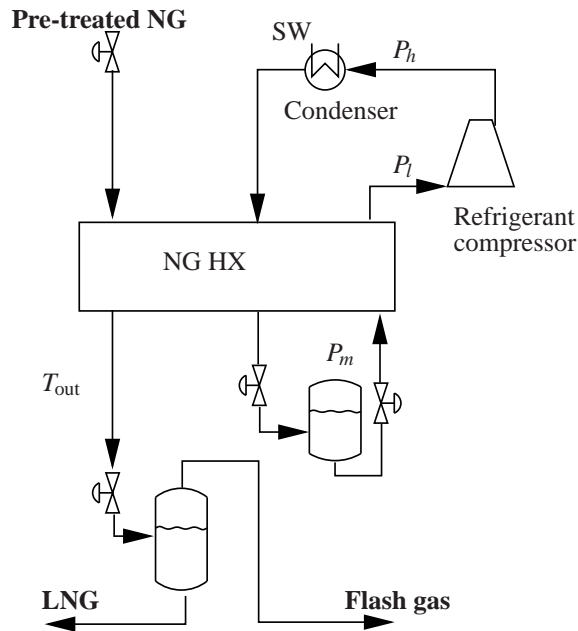 Pre-treated NG
SW
P_h
Condenser
P_l
Refrigerant
compressor
NG HX
P_m
T_out
LNG
Flash gas